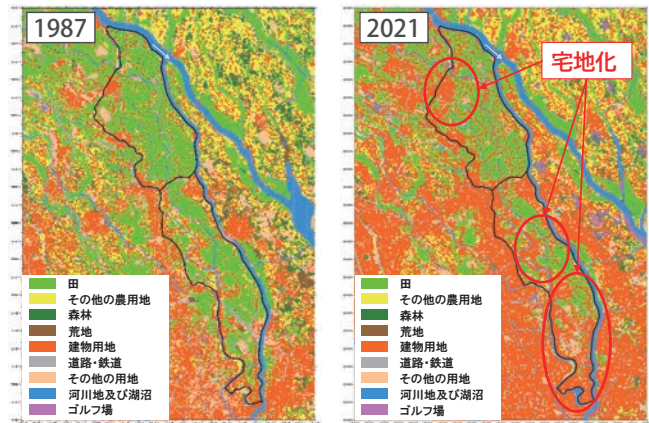 1987
田
その他の農用地
森林
荒地
建物用地
道路・鉄道
その他の用地
河川地及び湖沼
ゴルフ場
2021
宅地化
田
その他の農用地
森林
荒地
建物用地
道路・鉄道
その他の用地
河川地及び湖沼
ゴルフ場